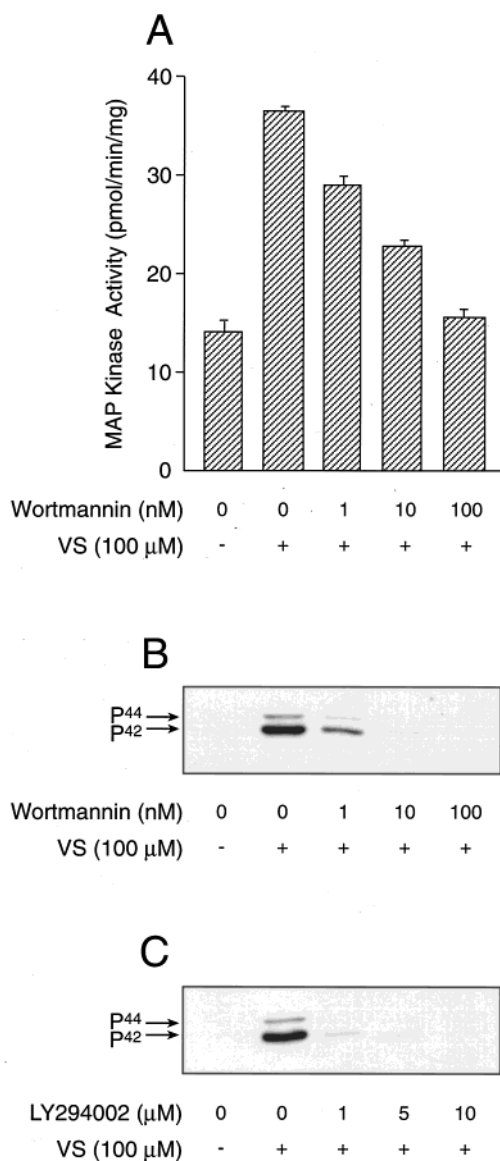 A
MAP Kinase Activity (pmol/min/mg)
40
30
20
10
0
Wortmannin (nM) 0 0 1 10 100
VS (100 μM) - + + + +
B
P44
P42
Wortmannin (nM) 0 0 1 10 100
VS (100 μM) - + + + +
C
P44
P42
LY294002 (μM) 0 0 1 5 10
VS (100 μM) - + + + +